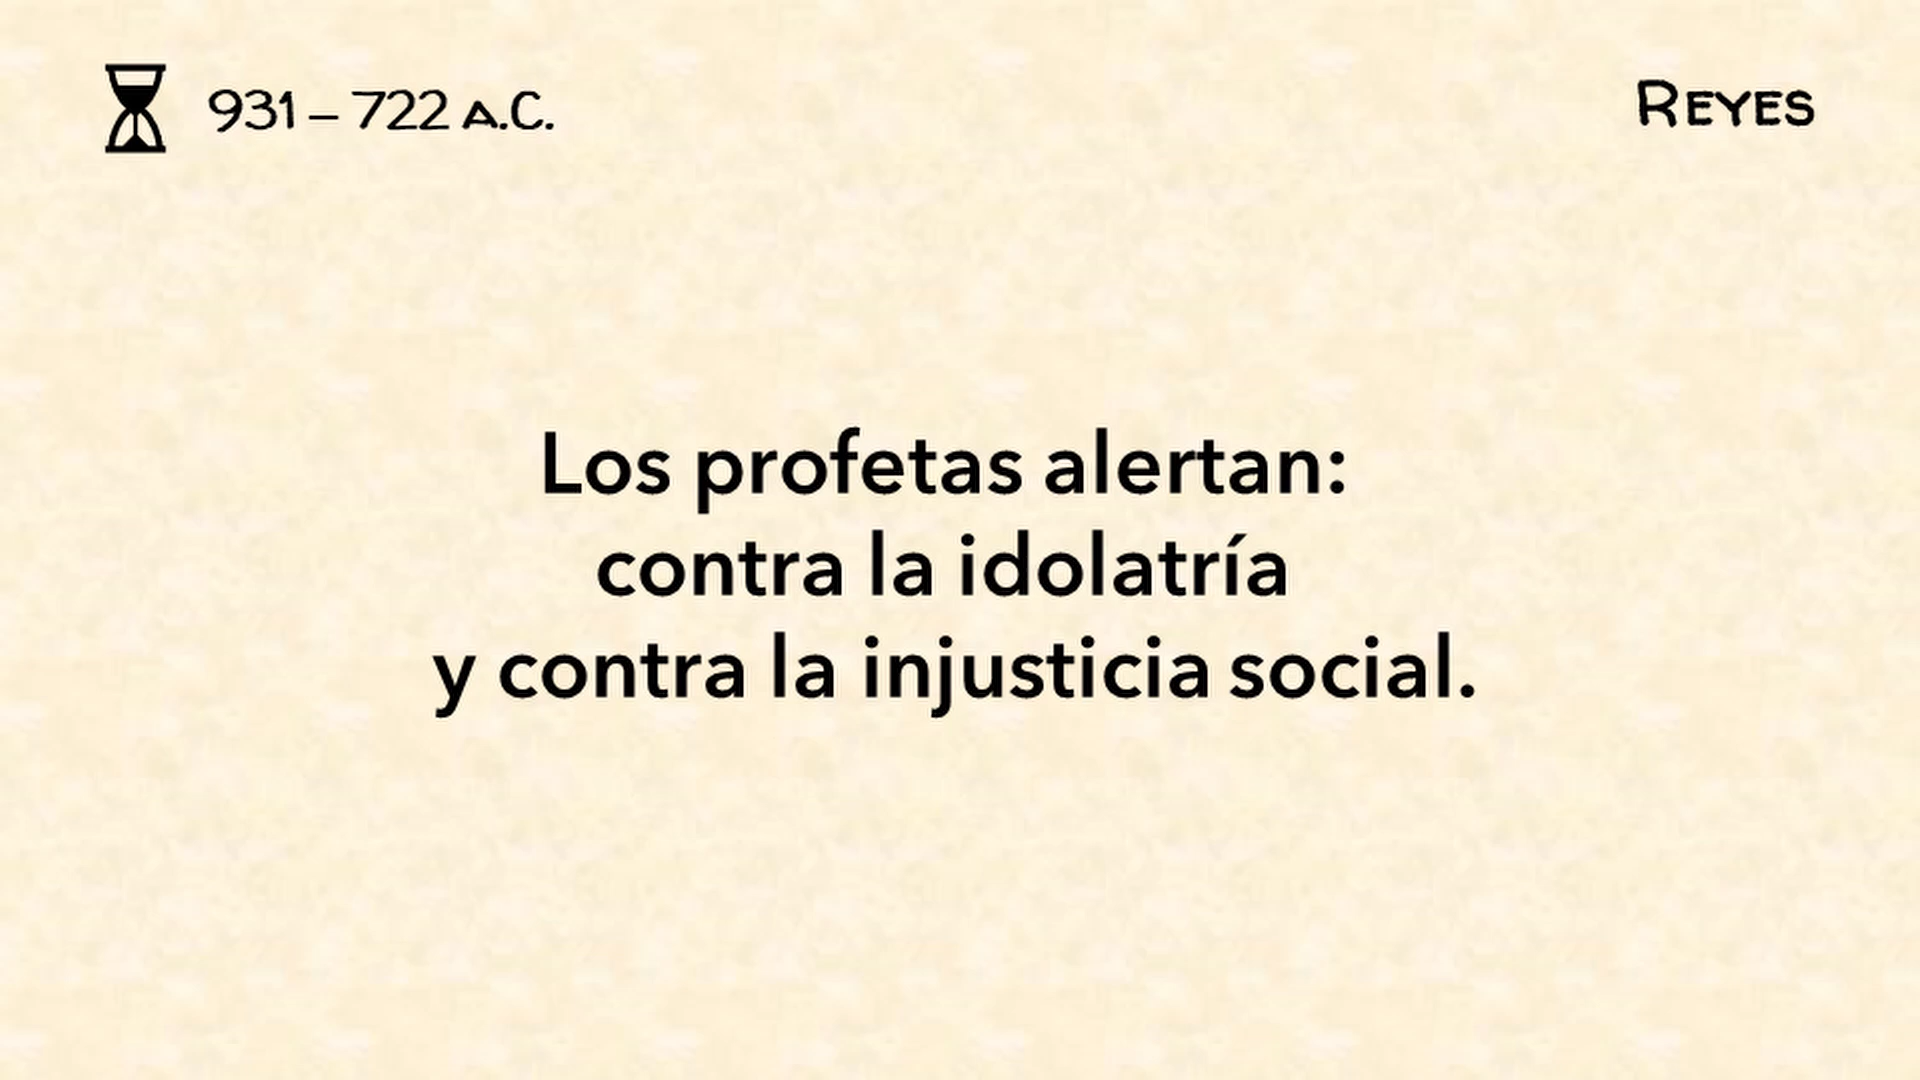 931 – 722 a.C.
Reyes
Los profetas alertan:
contra la idolatría
y contra la injusticia social.